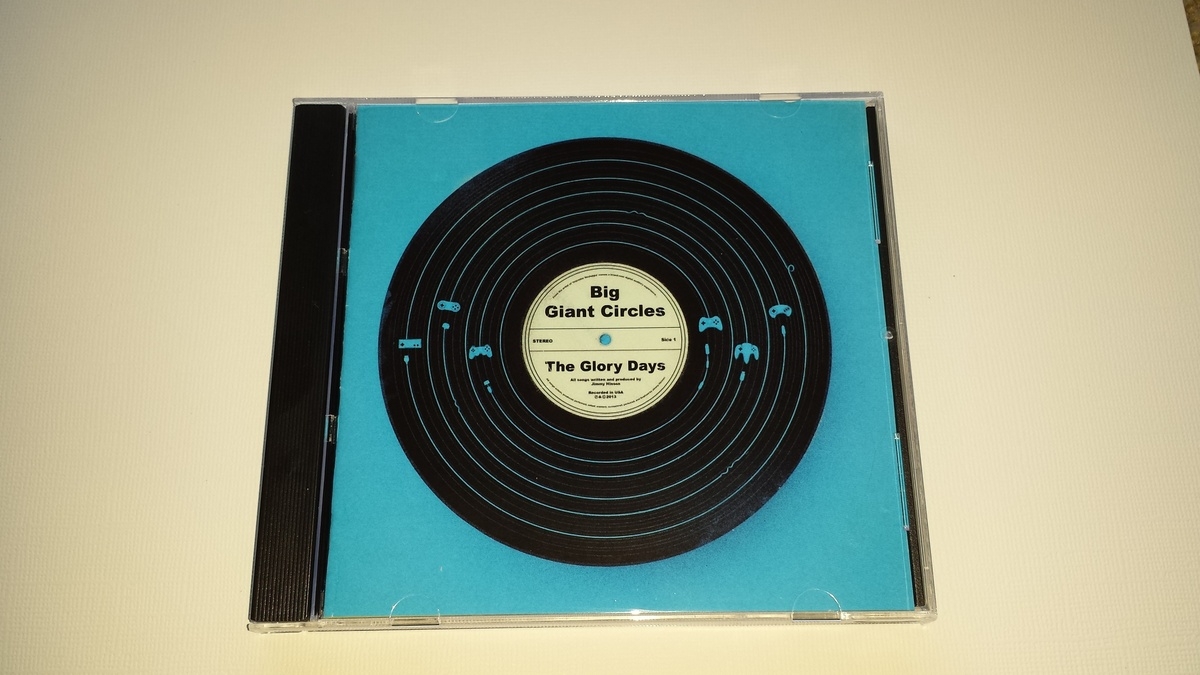 Big
Giant Circles
STEREO
Side 1
The Glory Days
All songs written and produced by
Jimmy Hinson
Recorded in USA
℗&©2013